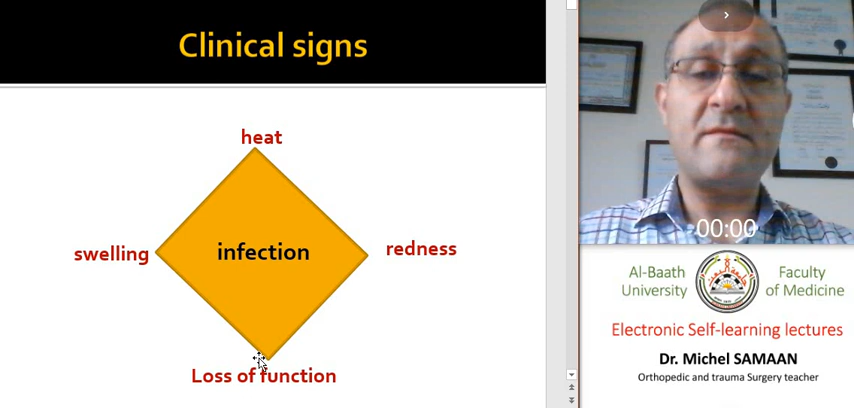 Clinical signs
heat
swelling
infection
redness
Loss of function
00:00
Al-Baath
University
Faculty
of Medicine
Electronic Self-learning lectures
Dr. Michel SAMAAN
Orthopedic and trauma Surgery teacher